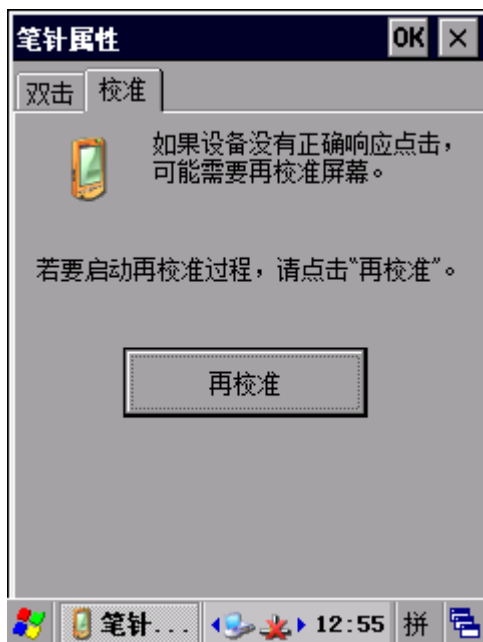 笔针属性 OK ×
双击 校准
如果设备没有正确响应点击，
可能需要再校准屏幕。
若要启动再校准过程，请点击"再校准"。
再校准
笔针... 12:55 拼